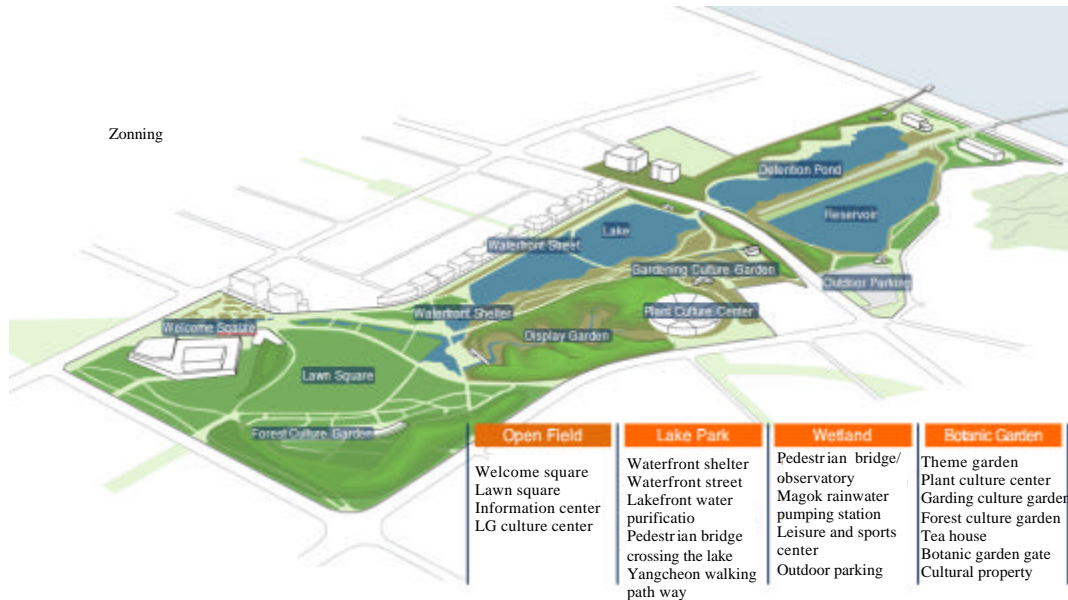 Zonning
Detention Pond
Reservoir
Lake
Waterfront Street
Gardening Culture Garden
Outdoor Parking
Waterfront Shelter
Plant Culture Center
Welcome Square
Display Garden
Lawn Square
Forest Culture Garden
Open Field
Welcome square
Lawn square
Information center
LG culture center
Lake Park
Waterfront shelter
Waterfront street
Lakefront water
purificatio
Pedestrian bridge
crossing the lake
Yangcheon walking
path way
Wetland
Pedestrian bridge/
observatory
Magok rainwater
pumping station
Leisure and sports
center
Outdoor parking
Botanic Garden
Theme garden
Plant culture center
Garding culture garden
Forest culture garden
Tea house
Botanic garden gate
Cultural property